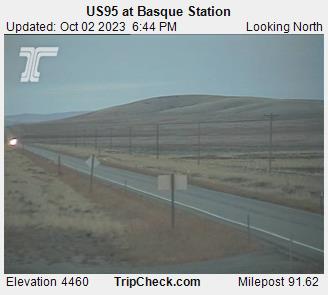 US95 at Basque Station
Updated: Oct 02 2023 6:44 PM Looking North
Elevation 4460 TripCheck.com Milepost 91.62